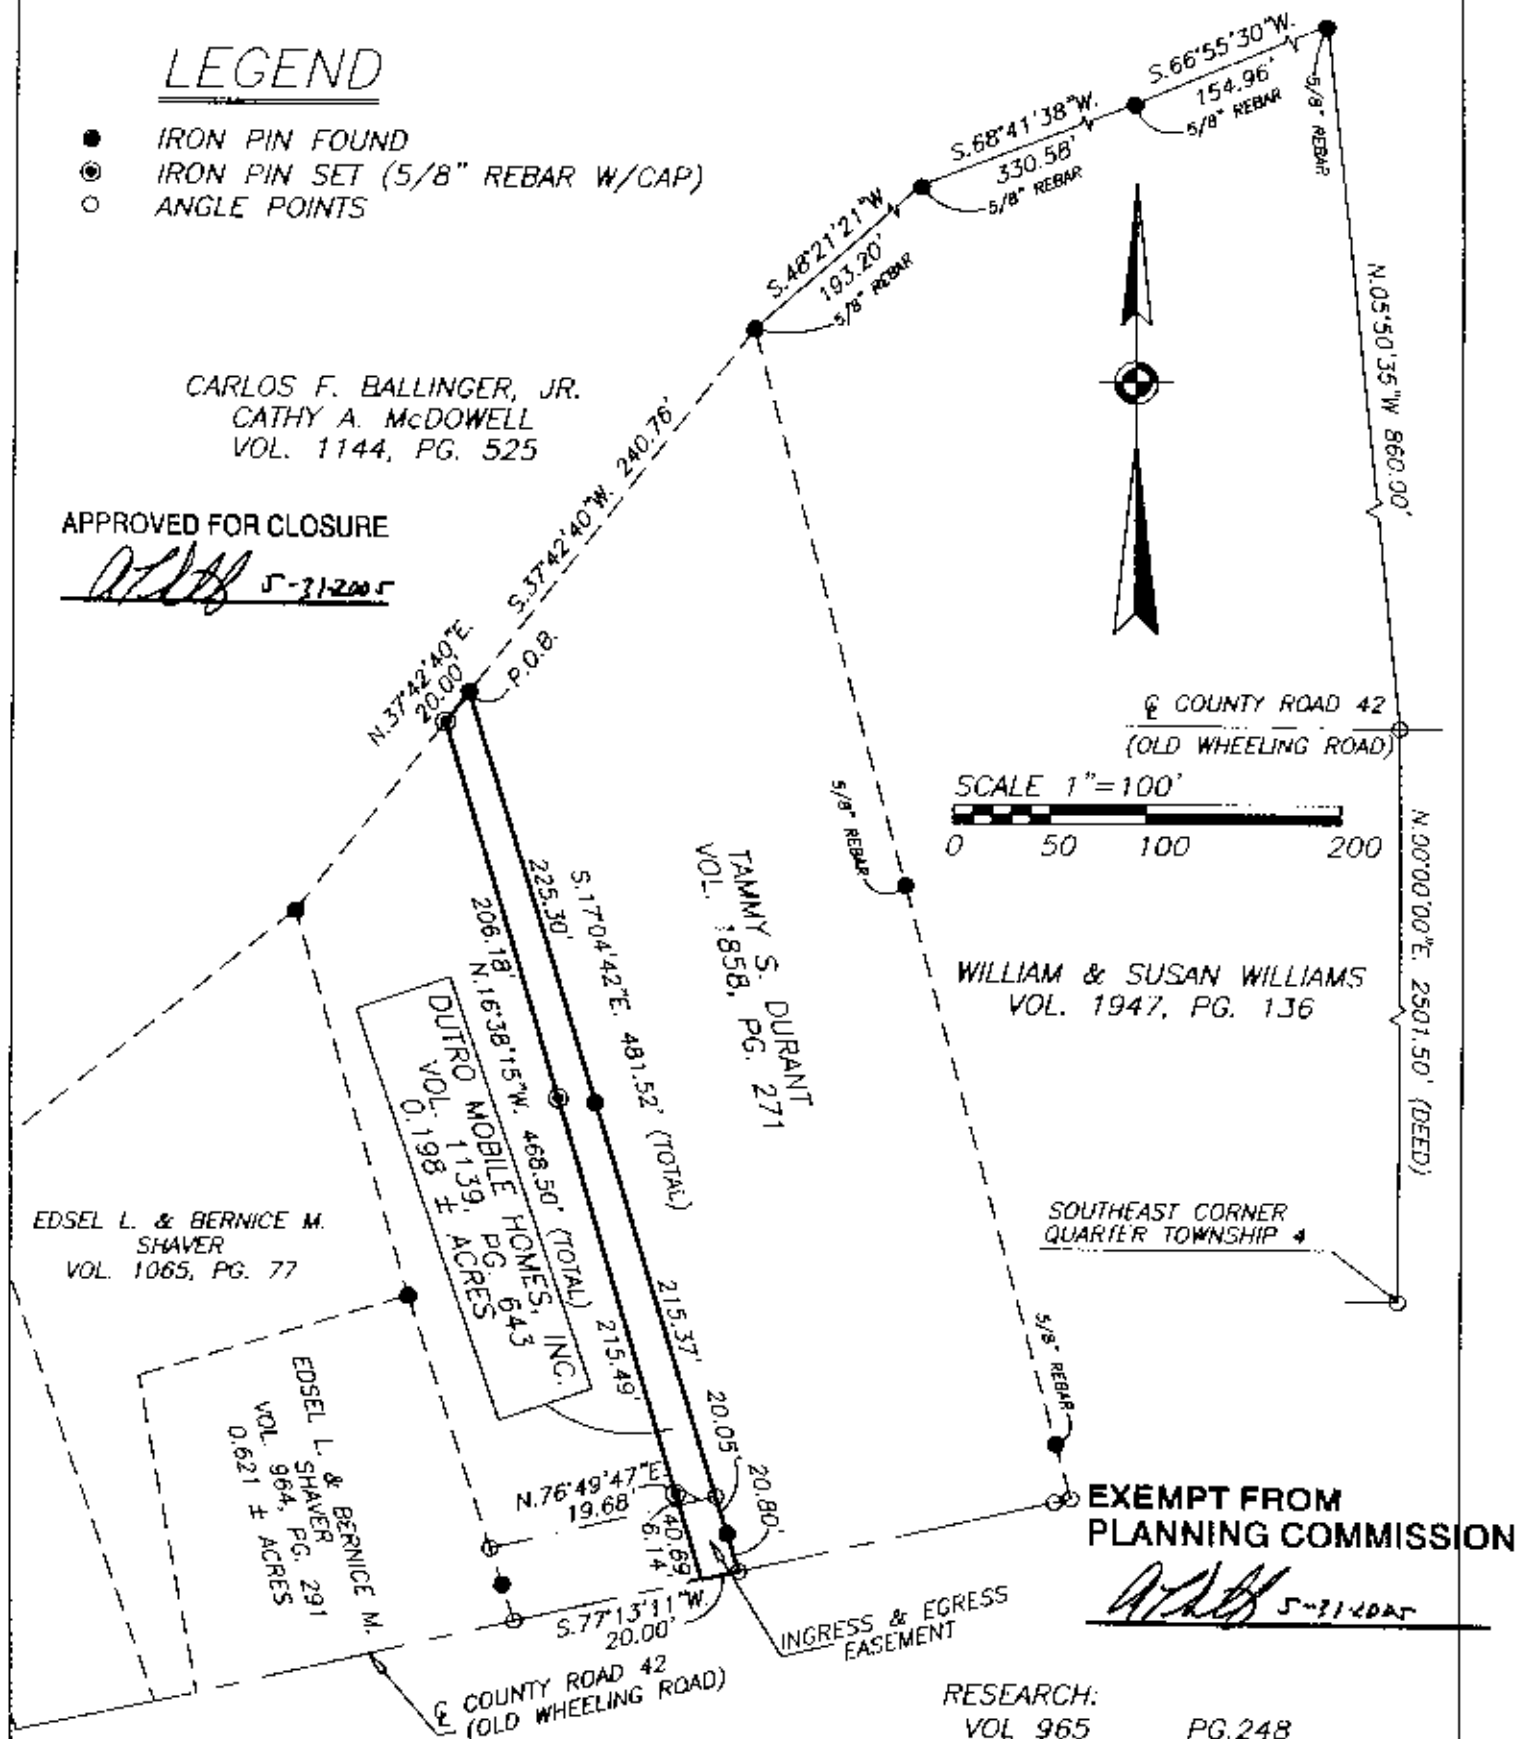 LEGEND
IRON PIN FOUND
IRON PIN SET (5/8" REBAR W/CAP)
ANGLE POINTS
S.66°55'30"W.
154.96'
5/8" REBAR
5/8" REBAR
S.68°41'38"W.
330.58'
5/8" REBAR
S.48°21'21"W.
193.20'
5/8" REBAR
N.05°50'35"W 860.00'
CARLOS F. BALLINGER, JR.
CATHY A. McDOWELL
VOL. 1144, PG. 525
S.37°42'40"W. 240.76'
APPROVED FOR CLOSURE
5-31-2005
N.37°42'40"E.
20.00'
P.O.B.
℄ COUNTY ROAD 42
(OLD WHEELING ROAD)
SCALE 1"=100'
0 50 100 200
5/8" REBAR
TAMMY S. DURANT
VOL. 1858, PG. 271
N.00°00'00"E. 2501.50' (DEED)
WILLIAM & SUSAN WILLIAMS
VOL. 1947, PG. 136
225.30'
S.17°04'42"E. 481.52' (TOTAL)
206.18'
N.16°38'15"W. 468.50' (TOTAL)
DUTRO MOBILE HOMES, INC.
VOL. 1139, PG. 643
0.198 ± ACRES
215.37'
215.49'
EDSEL L. & BERNICE M.
SHAVER
VOL. 1065, PG. 77
SOUTHEAST CORNER
QUARTER TOWNSHIP 4
5/8" REBAR
EDSEL L. & BERNICE M.
SHAVER
VOL. 964, PG. 291
0.621 ± ACRES
20.05'
20.80'
N.76°49'47"E.
19.68'
40.69'
6.14'
S.77°13'11"W.
20.00'
INGRESS & EGRESS
EASEMENT
EXEMPT FROM
PLANNING COMMISSION
5-31-2005
℄ COUNTY ROAD 42
(OLD WHEELING ROAD)
RESEARCH:
VOL 965 PG.248